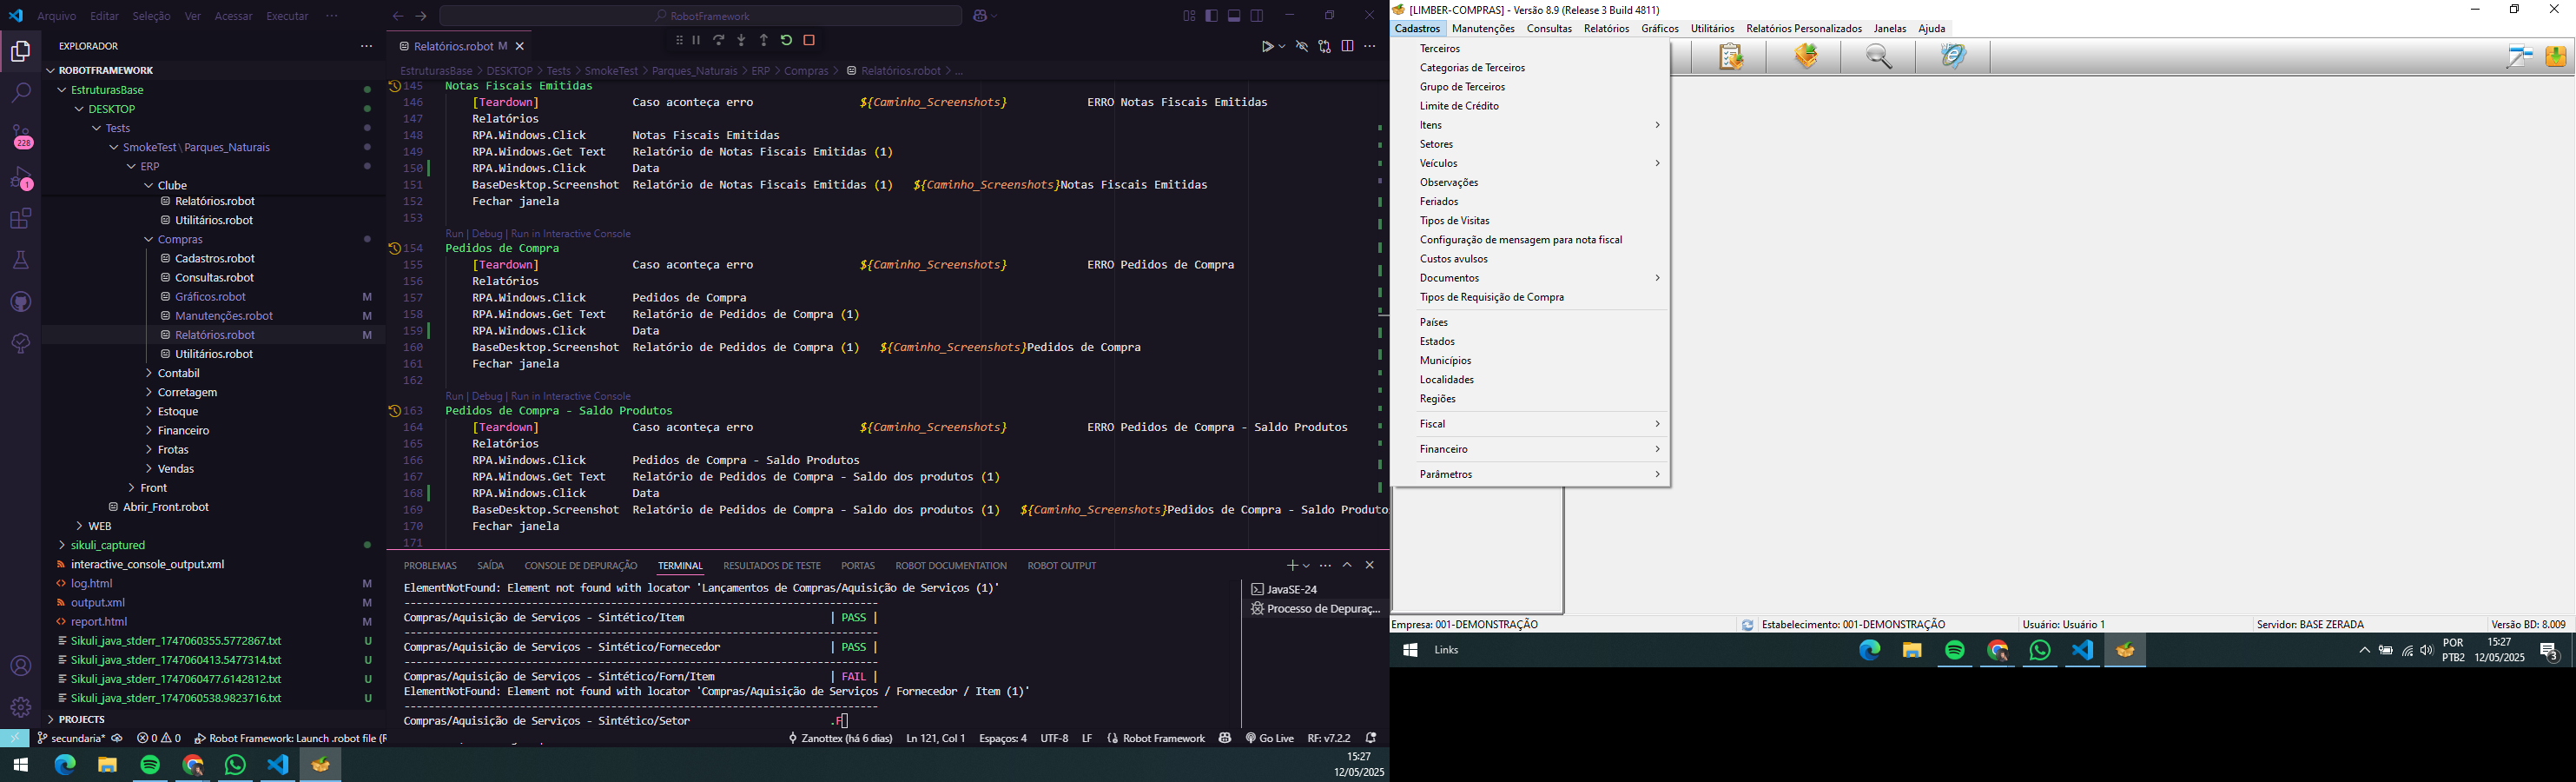 Arquivo Editar Seleção Ver Acessar Executar ···
RobotFramework
EXPLORADOR
ROBOTFRAMEWORK
EstruturasBase
DESKTOP
Tests
SmokeTest\Parques_Naturais
ERP
Clube
Relatórios.robot
Utilitários.robot
Compras
Cadastros.robot
Consultas.robot
Gráficos.robot M
Manutenções.robot M
Relatórios.robot M
Utilitários.robot
Contabil
Corretagem
Estoque
Financeiro
Frotas
Vendas
Front
Abrir_Front.robot
WEB
sikuli_captured
interactive_console_output.xml
log.html M
output.xml M
report.html M
Sikuli_java_stderr_1747060355.5772867.txt U
Sikuli_java_stderr_1747060413.5477314.txt U
Sikuli_java_stderr_1747060477.6142812.txt U
Sikuli_java_stderr_1747060538.9823716.txt U
PROJECTS
228
1
Relatórios.robot M
EstruturasBase > DESKTOP > Tests > SmokeTest > Parques_Naturais > ERP > Compras > Relatórios.robot > ...
145 Notas Fiscais Emitidas
146 [Teardown] Caso aconteça erro ${Caminho_Screenshots} ERRO Notas Fiscais Emitidas
147 Relatórios
148 RPA.Windows.Click Notas Fiscais Emitidas
149 RPA.Windows.Get Text Relatório de Notas Fiscais Emitidas (1)
150 RPA.Windows.Click Data
151 BaseDesktop.Screenshot Relatório de Notas Fiscais Emitidas (1) ${Caminho_Screenshots}Notas Fiscais Emitidas
152 Fechar janela
153
Run | Debug | Run in Interactive Console
154 Pedidos de Compra
155 [Teardown] Caso aconteça erro ${Caminho_Screenshots} ERRO Pedidos de Compra
156 Relatórios
157 RPA.Windows.Click Pedidos de Compra
158 RPA.Windows.Get Text Relatório de Pedidos de Compra (1)
159 RPA.Windows.Click Data
160 BaseDesktop.Screenshot Relatório de Pedidos de Compra (1) ${Caminho_Screenshots}Pedidos de Compra
161 Fechar janela
162
Run | Debug | Run in Interactive Console
163 Pedidos de Compra - Saldo Produtos
164 [Teardown] Caso aconteça erro ${Caminho_Screenshots} ERRO Pedidos de Compra - Saldo Produtos
165 Relatórios
166 RPA.Windows.Click Pedidos de Compra - Saldo Produtos
167 RPA.Windows.Get Text Relatório de Pedidos de Compra - Saldo dos produtos (1)
168 RPA.Windows.Click Data
169 BaseDesktop.Screenshot Relatório de Pedidos de Compra - Saldo dos produtos (1) ${Caminho_Screenshots}Pedidos de Compra - Saldo Produto
170 Fechar janela
171
PROBLEMAS SAÍDA CONSOLE DE DEPURAÇÃO TERMINAL RESULTADOS DE TESTE PORTAS ROBOT DOCUMENTATION ROBOT OUTPUT
ElementNotFound: Element not found with locator 'Lançamentos de Compras/Aquisição de Serviços (1)'
Compras/Aquisição de Serviços - Sintético/Item | PASS |
Compras/Aquisição de Serviços - Sintético/Fornecedor | PASS |
Compras/Aquisição de Serviços - Sintético/Forn/Item | FAIL |
ElementNotFound: Element not found with locator 'Compras/Aquisição de Serviços / Fornecedor / Item (1)'
Compras/Aquisição de Serviços - Sintético/Setor .F
JavaSE-24
Processo de Depuraç...
secundaria* 0 0 Robot Framework: Launch .robot file (R
Zanottex (há 6 dias) Ln 121, Col 1 Espaços: 4 UTF-8 LF Robot Framework Go Live RF: v7.2.2
15:27
12/05/2025
[LIMBER-COMPRAS] - Versão 8.9 (Release 3 Build 4811)
Cadastros Manutenções Consultas Relatórios Gráficos Utilitários Relatórios Personalizados Janelas Ajuda
Terceiros
Categorias de Terceiros
Grupo de Terceiros
Limite de Crédito
Itens
Setores
Veículos
Observações
Feriados
Tipos de Visitas
Configuração de mensagem para nota fiscal
Custos avulsos
Documentos
Tipos de Requisição de Compra
Países
Estados
Municípios
Localidades
Regiões
Fiscal
Financeiro
Parâmetros
Empresa: 001-DEMONSTRAÇÃO Estabelecimento: 001-DEMONSTRAÇÃO Usuário: Usuário 1 Servidor: BASE ZERADA Versão BD: 8.009
Links
POR
PTB2
15:27
12/05/2025
3